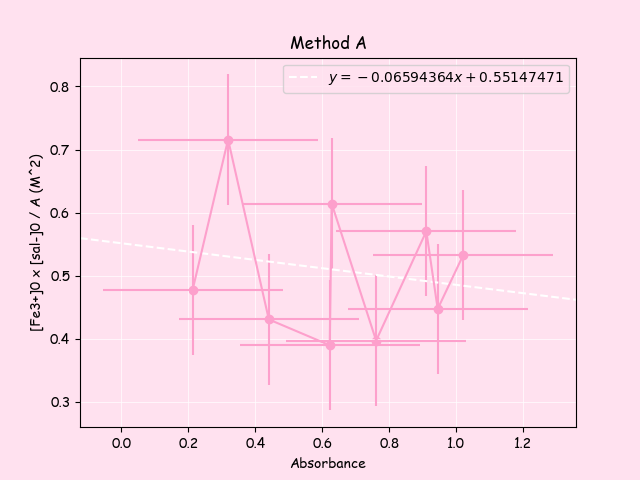 Method A
y = −0.06594364x + 0.55147471
[Fe3+]0 x [sal-]0 / A (M^2)
0.8
0.7
0.6
0.5
0.4
0.3
0.0 0.2 0.4 0.6 0.8 1.0 1.2
Absorbance